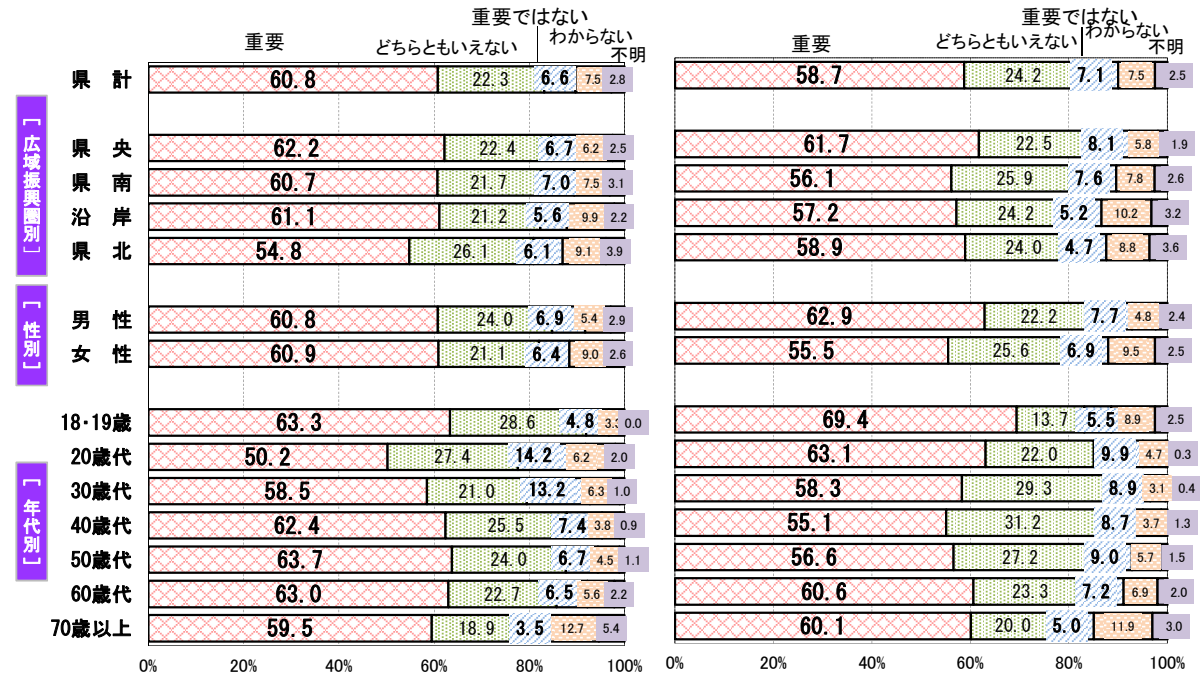 重要ではない 重要ではない
わからない わからない
重要 どちらともいえない 不明 重要 どちらともいえない 不明
県 計 60.8 22.3 6.6 7.5 2.8 58.7 24.2 7.1 7.5 2.5
[広域振興圏別]
県 央 62.2 22.4 6.7 6.2 2.5 61.7 22.5 8.1 5.8 1.9
県 南 60.7 21.7 7.0 7.5 3.1 56.1 25.9 7.6 7.8 2.6
沿 岸 61.1 21.2 5.6 9.9 2.2 57.2 24.2 5.2 10.2 3.2
県 北 54.8 26.1 6.1 9.1 3.9 58.9 24.0 4.7 8.8 3.6
[性別]
男 性 60.8 24.0 6.9 5.4 2.9 62.9 22.2 7.7 4.8 2.4
女 性 60.9 21.1 6.4 9.0 2.6 55.5 25.6 6.9 9.5 2.5
[年代別]
18・19歳 63.3 28.6 4.8 3.3 0.0 69.4 13.7 5.5 8.9 2.5
20歳代 50.2 27.4 14.2 6.2 2.0 63.1 22.0 9.9 4.7 0.3
30歳代 58.5 21.0 13.2 6.3 1.0 58.3 29.3 8.9 3.1 0.4
40歳代 62.4 25.5 7.4 3.8 0.9 55.1 31.2 8.7 3.7 1.3
50歳代 63.7 24.0 6.7 4.5 1.1 56.6 27.2 9.0 5.7 1.5
60歳代 63.0 22.7 6.5 5.6 2.2 60.6 23.3 7.2 6.9 2.0
70歳以上 59.5 18.9 3.5 12.7 5.4 60.1 20.0 5.0 11.9 3.0
0% 20% 40% 60% 80% 100% 0% 20% 40% 60% 80% 100%